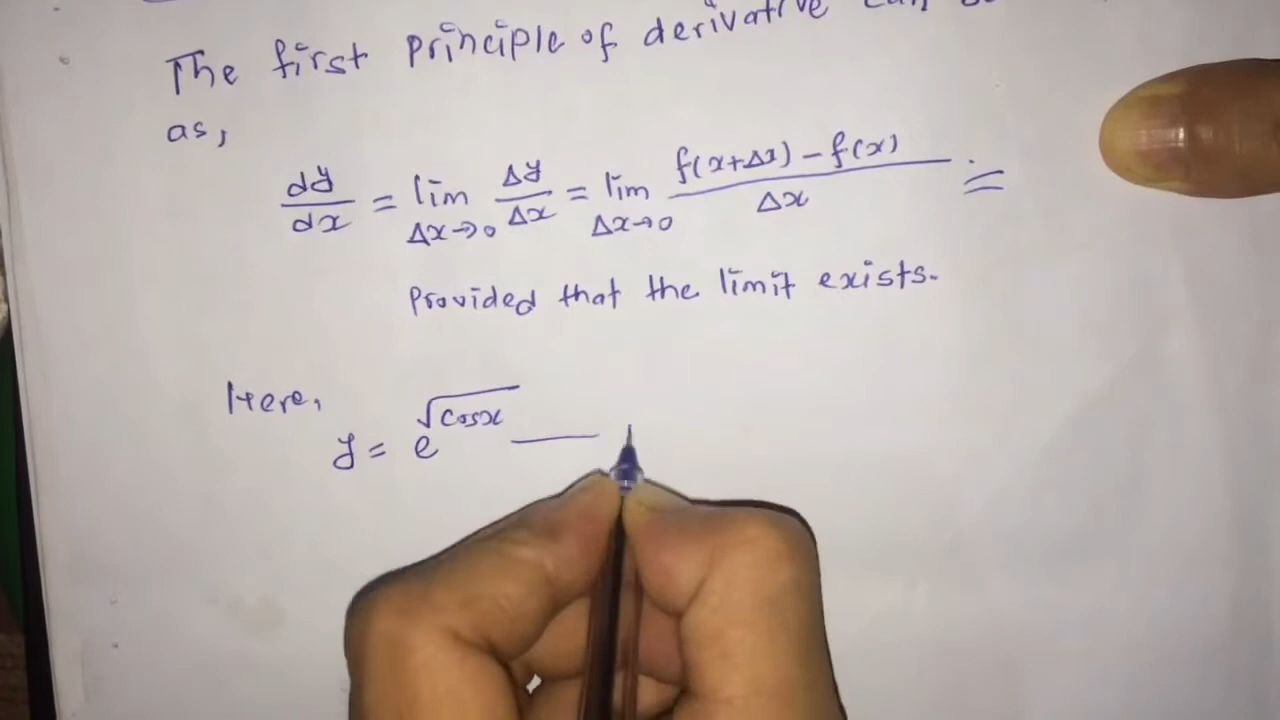 The first principle of derivative can
as,
dy/dx = lim Δx→0 Δy/Δx = lim Δx→0 f(x+Δx) - f(x) / Δx
Provided that the limit exists.
Here,
y = e^√cosx